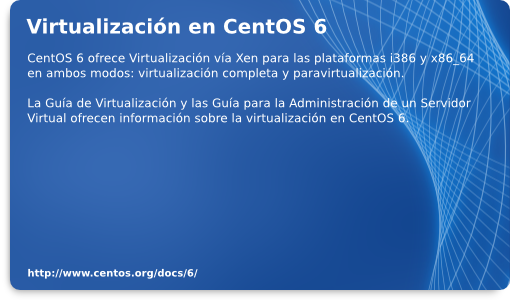 Virtualización en CentOS 6
CentOS 6 ofrece Virtualización vía Xen para las plataformas i386 y x86_64
en ambos modos: virtualización completa y paravirtualización.
La Guía de Virtualización y las Guía para la Administración de un Servidor
Virtual ofrecen información sobre la virtualización en CentOS 6.
http://www.centos.org/docs/6/